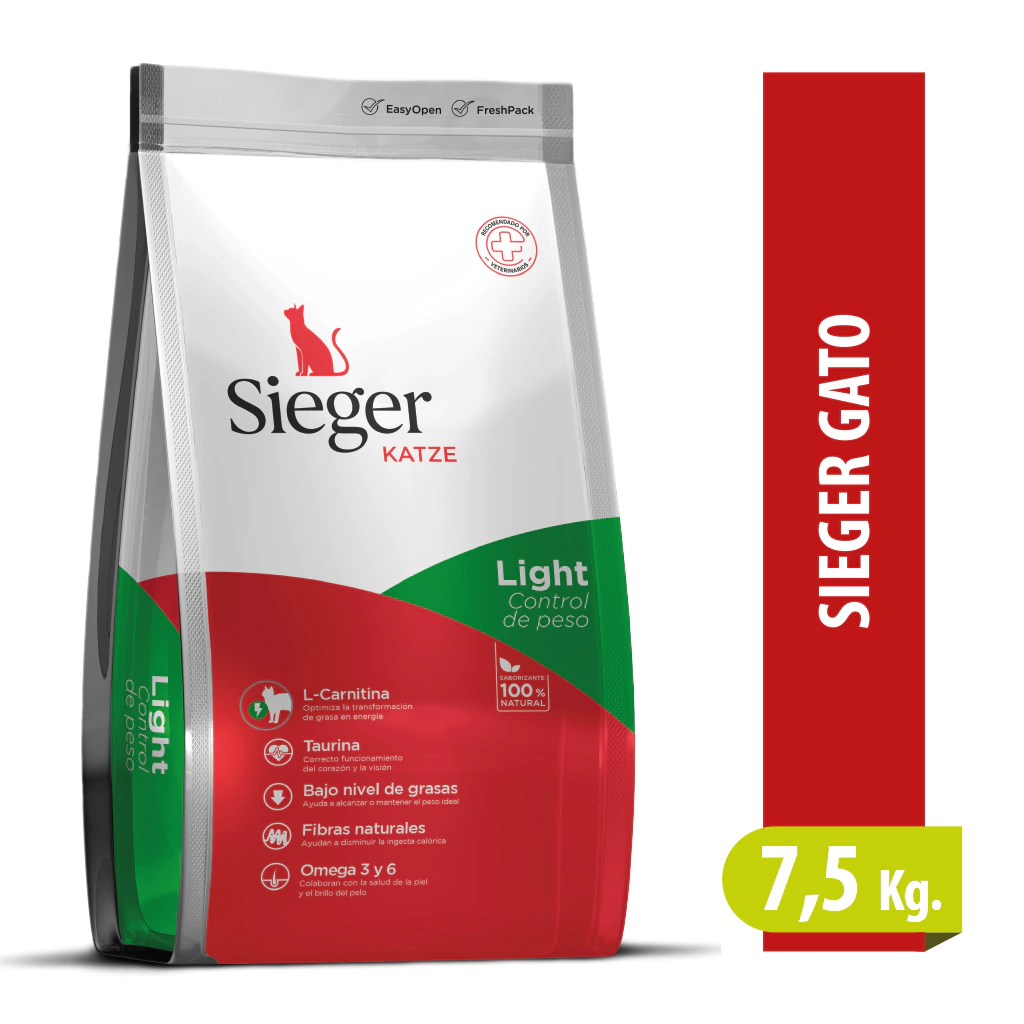 EasyOpen FreshPack
RECOMENDADO POR
VETERINARIOS
Sieger
KATZE
Light
Control
de peso
SABORIZANTE
100 %
NATURAL
L-Carnitina
Optimiza la transformación
de grasa en energía
Taurina
Correcto funcionamiento
del corazón y la visión
Bajo nivel de grasas
Ayuda a alcanzar o mantener el peso ideal
Fibras naturales
Ayudan a disminuir la ingesta calórica
Omega 3 y 6
Colaboran con la salud de la piel
y el brillo del pelo
Light
Control
de peso
SIEGER GATO
7,5 Kg.